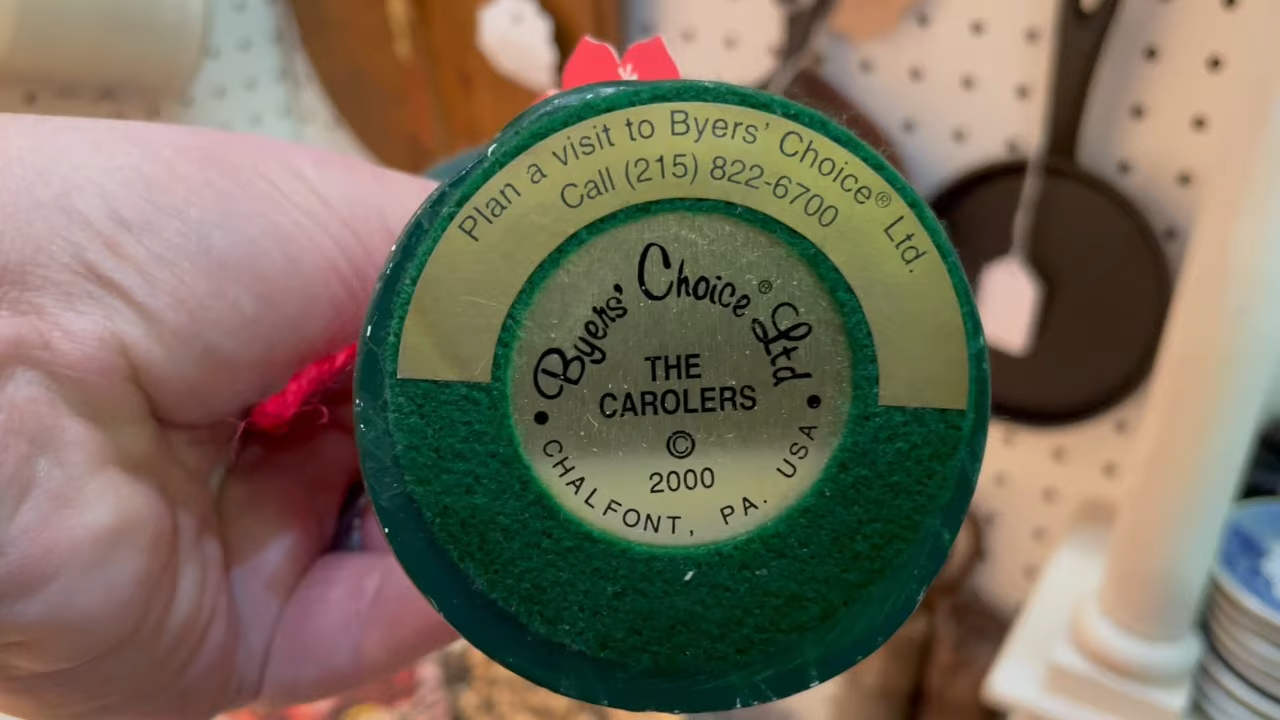 Plan a visit to Byers' Choice® Ltd.
Call (215) 822-6700
Byers' Choice® Ltd
THE
CAROLERS
©
2000
• CHALFONT, PA. USA •